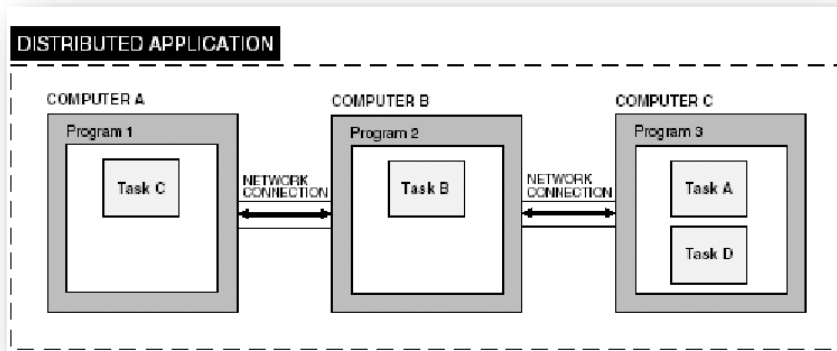 DISTRIBUTED APPLICATION
COMPUTER A
Program 1
Task C
NETWORK
CONNECTION
COMPUTER B
Program 2
Task B
NETWORK
CONNECTION
COMPUTER C
Program 3
Task A
Task D